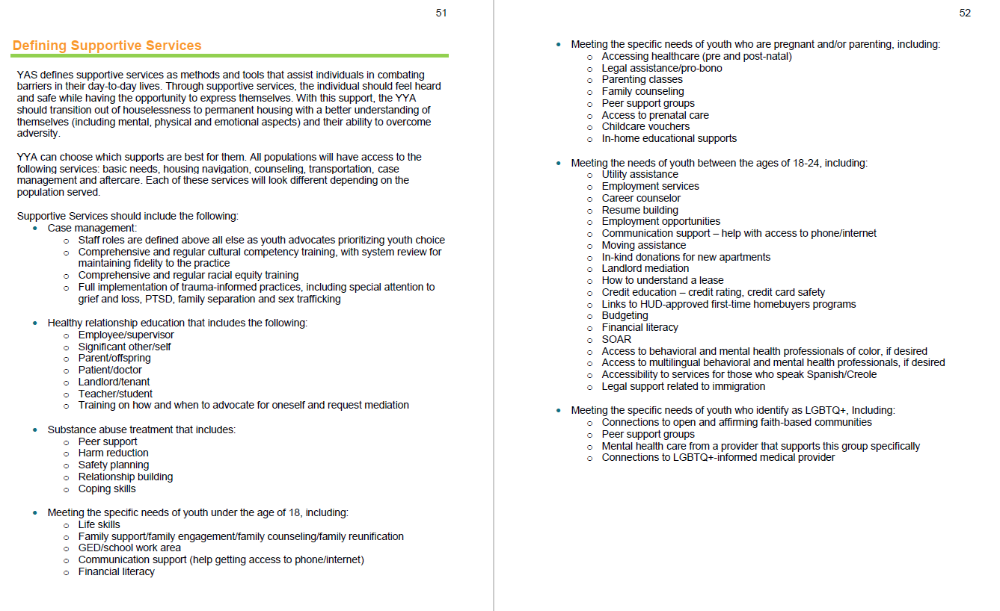 51
Defining Supportive Services
YAS defines supportive services as methods and tools that assist individuals in combating
barriers in their day-to-day lives. Through supportive services, the individual should feel heard
and safe while having the opportunity to express themselves. With this support, the YYA
should transition out of houselessness to permanent housing with a better understanding of
themselves (including mental, physical and emotional aspects) and their ability to overcome
adversity.
YYA can choose which supports are best for them. All populations will have access to the
following services: basic needs, housing navigation, counseling, transportation, case
management and aftercare. Each of these services will look different depending on the
population served.
Supportive Services should include the following:
• Case management:
o Staff roles are defined above all else as youth advocates prioritizing youth choice
o Comprehensive and regular cultural competency training, with system review for
maintaining fidelity to the practice
o Comprehensive and regular racial equity training
o Full implementation of trauma-informed practices, including special attention to
grief and loss, PTSD, family separation and sex trafficking
• Healthy relationship education that includes the following:
o Employee/supervisor
o Significant other/self
o Parent/offspring
o Patient/doctor
o Landlord/tenant
o Teacher/student
o Training on how and when to advocate for oneself and request mediation
• Substance abuse treatment that includes:
o Peer support
o Harm reduction
o Safety planning
o Relationship building
o Coping skills
• Meeting the specific needs of youth under the age of 18, including:
o Life skills
o Family support/family engagement/family counseling/family reunification
o GED/school work area
o Communication support (help getting access to phone/internet)
o Financial literacy
52
• Meeting the specific needs of youth who are pregnant and/or parenting, including:
o Accessing healthcare (pre and post-natal)
o Legal assistance/pro-bono
o Parenting classes
o Family counseling
o Peer support groups
o Access to prenatal care
o Childcare vouchers
o In-home educational supports
• Meeting the needs of youth between the ages of 18-24, including:
o Utility assistance
o Employment services
o Career counselor
o Resume building
o Employment opportunities
o Communication support – help with access to phone/internet
o Moving assistance
o In-kind donations for new apartments
o Landlord mediation
o How to understand a lease
o Credit education – credit rating, credit card safety
o Links to HUD-approved first-time homebuyers programs
o Budgeting
o Financial literacy
o SOAR
o Access to behavioral and mental health professionals of color, if desired
o Access to multilingual behavioral and mental health professionals, if desired
o Accessibility to services for those who speak Spanish/Creole
o Legal support related to immigration
• Meeting the specific needs of youth who identify as LGBTQ+, Including:
o Connections to open and affirming faith-based communities
o Peer support groups
o Mental health care from a provider that supports this group specifically
o Connections to LGBTQ+-informed medical provider